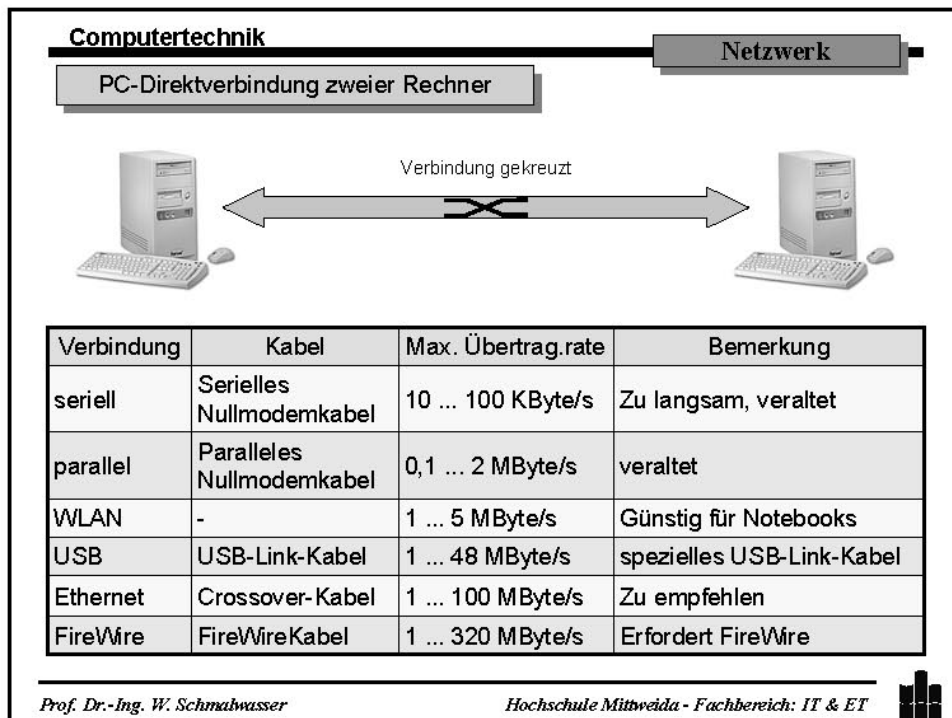 Computertechnik
Netzwerk
PC-Direktverbindung zweier Rechner
Verbindung gekreuzt
Verbindung Kabel Max. Übertrag.rate Bemerkung
seriell Serielles Nullmodemkabel 10 ... 100 KByte/s Zu langsam, veraltet
parallel Paralleles Nullmodemkabel 0,1 ... 2 MByte/s veraltet
WLAN - 1 ... 5 MByte/s Günstig für Notebooks
USB USB-Link-Kabel 1 ... 48 MByte/s spezielles USB-Link-Kabel
Ethernet Crossover-Kabel 1 ... 100 MByte/s Zu empfehlen
FireWire FireWireKabel 1 ... 320 MByte/s Erfordert FireWire
Prof. Dr.-Ing. W. Schmalwasser Hochschule Mittweida - Fachbereich: IT & ET